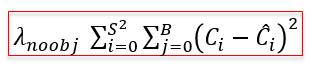 λ_noobj ∑_{i=0}^{S^2} ∑_{j=0}^{B} (C_i − Ĉ_i)^2